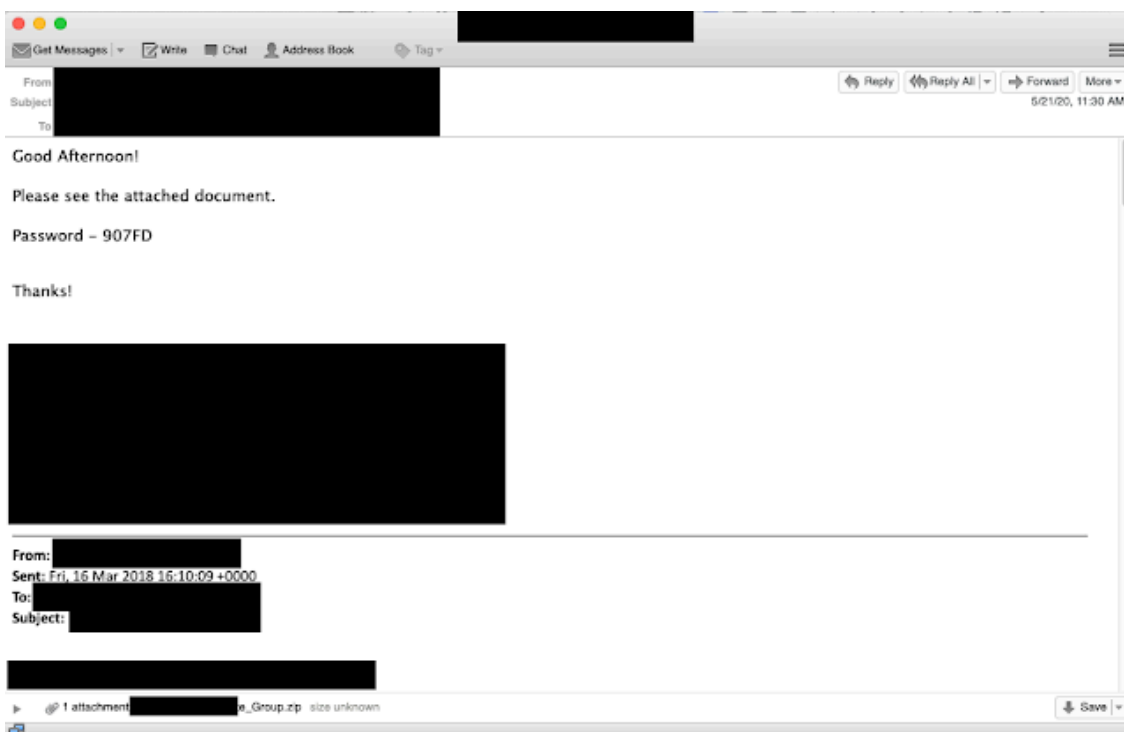 Get Messages Write Chat Address Book Tag
From Reply Reply All Forward More
Subject 5/21/20, 11:30 AM
To
Good Afternoon!
Please see the attached document.
Password – 907FD
Thanks!
From:
Sent: Fri, 16 Mar 2018 16:10:09 +0000
To:
Subject:
1 attachment e_Group.zip size unknown Save